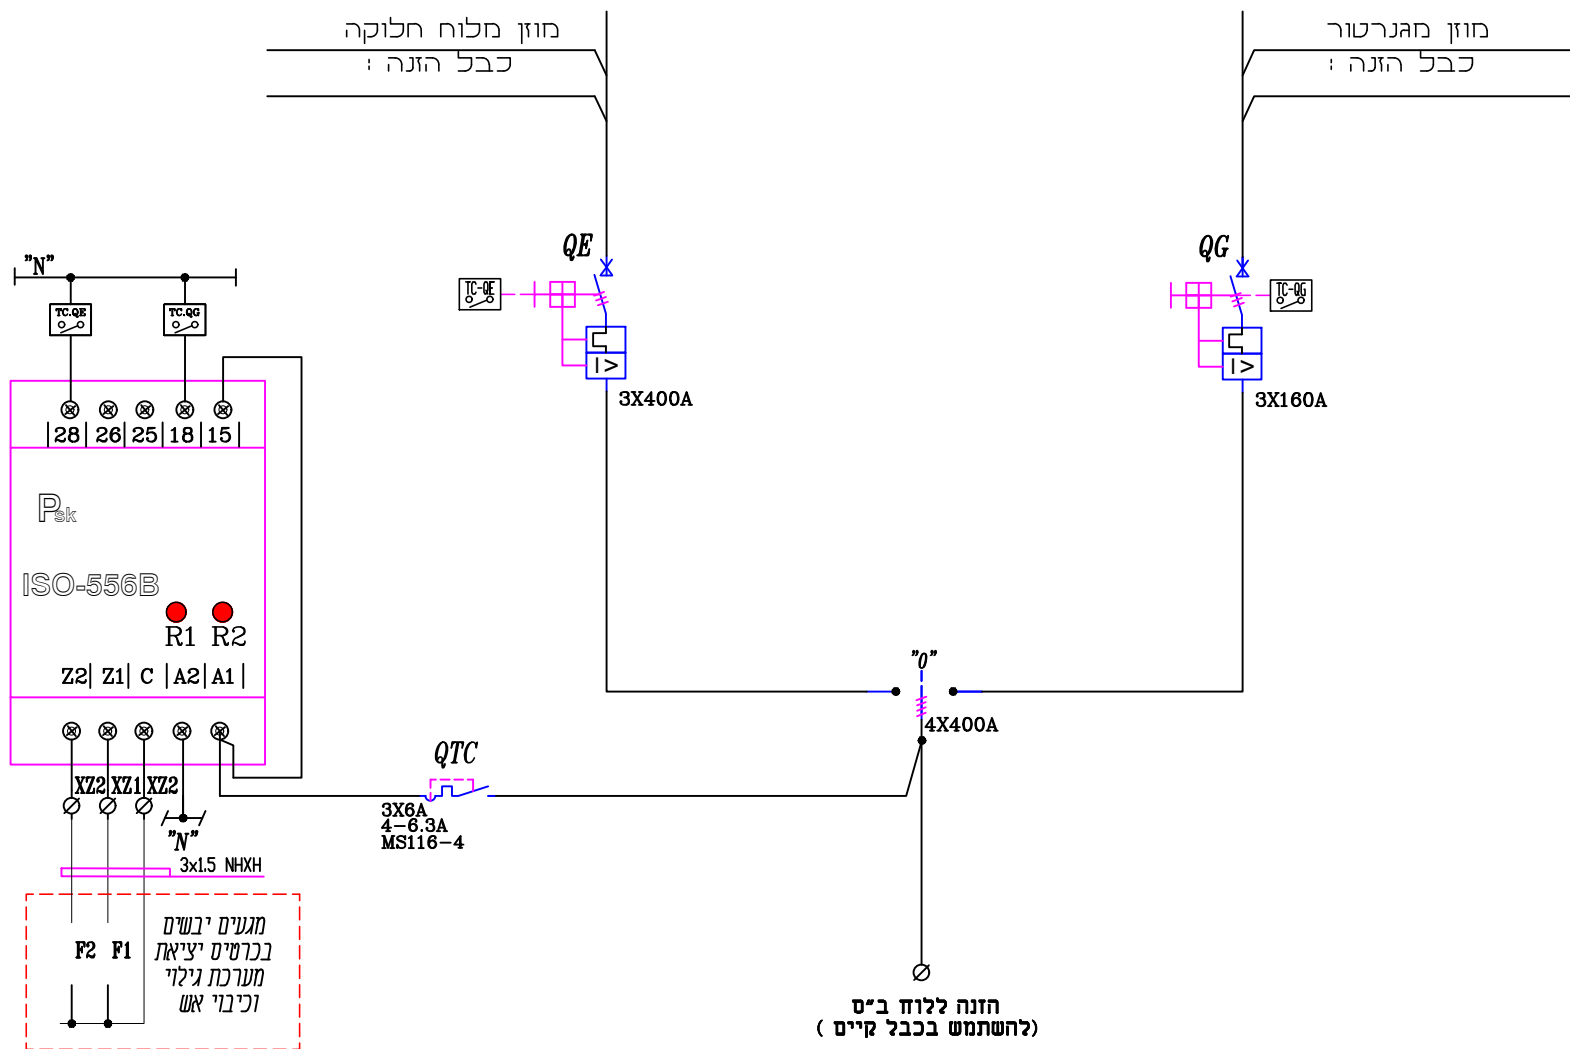 מוזן מלוח חלוקה
כבל הזנה :
מוזן מגנרטור
כבל הזנה :
QE
TC-QE
3X400A
QG
TC-QG
3X160A
"N"
TC.QE
TC.QG
28 26 25 18 15
Psk
ISO-556B
R1 R2
Z2 Z1 C A2 A1
XZ2 XZ1 XZ2
"N"
3x1.5 NHXH
F2 F1
מגעים יבשים
בכרטיס יציאת
מערכת גילוי
וכיבוי אש
QTC
3X6A
4-6.3A
MS116-4
"0"
4X400A
הזנה ללוח ב"ס
(להשתמש בכבל קיים )